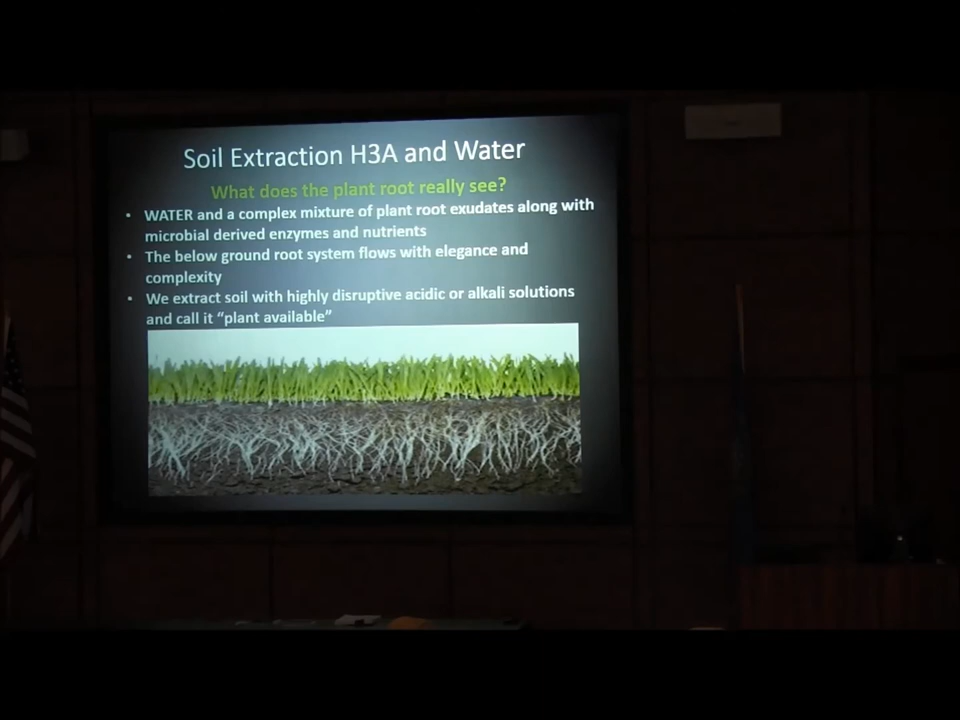 Soil Extraction H3A and Water
What does the plant root really see?
• WATER and a complex mixture of plant root exudates along with
microbial derived enzymes and nutrients
• The below ground root system flows with elegance and
complexity
• We extract soil with highly disruptive acidic or alkali solutions
and call it “plant available”